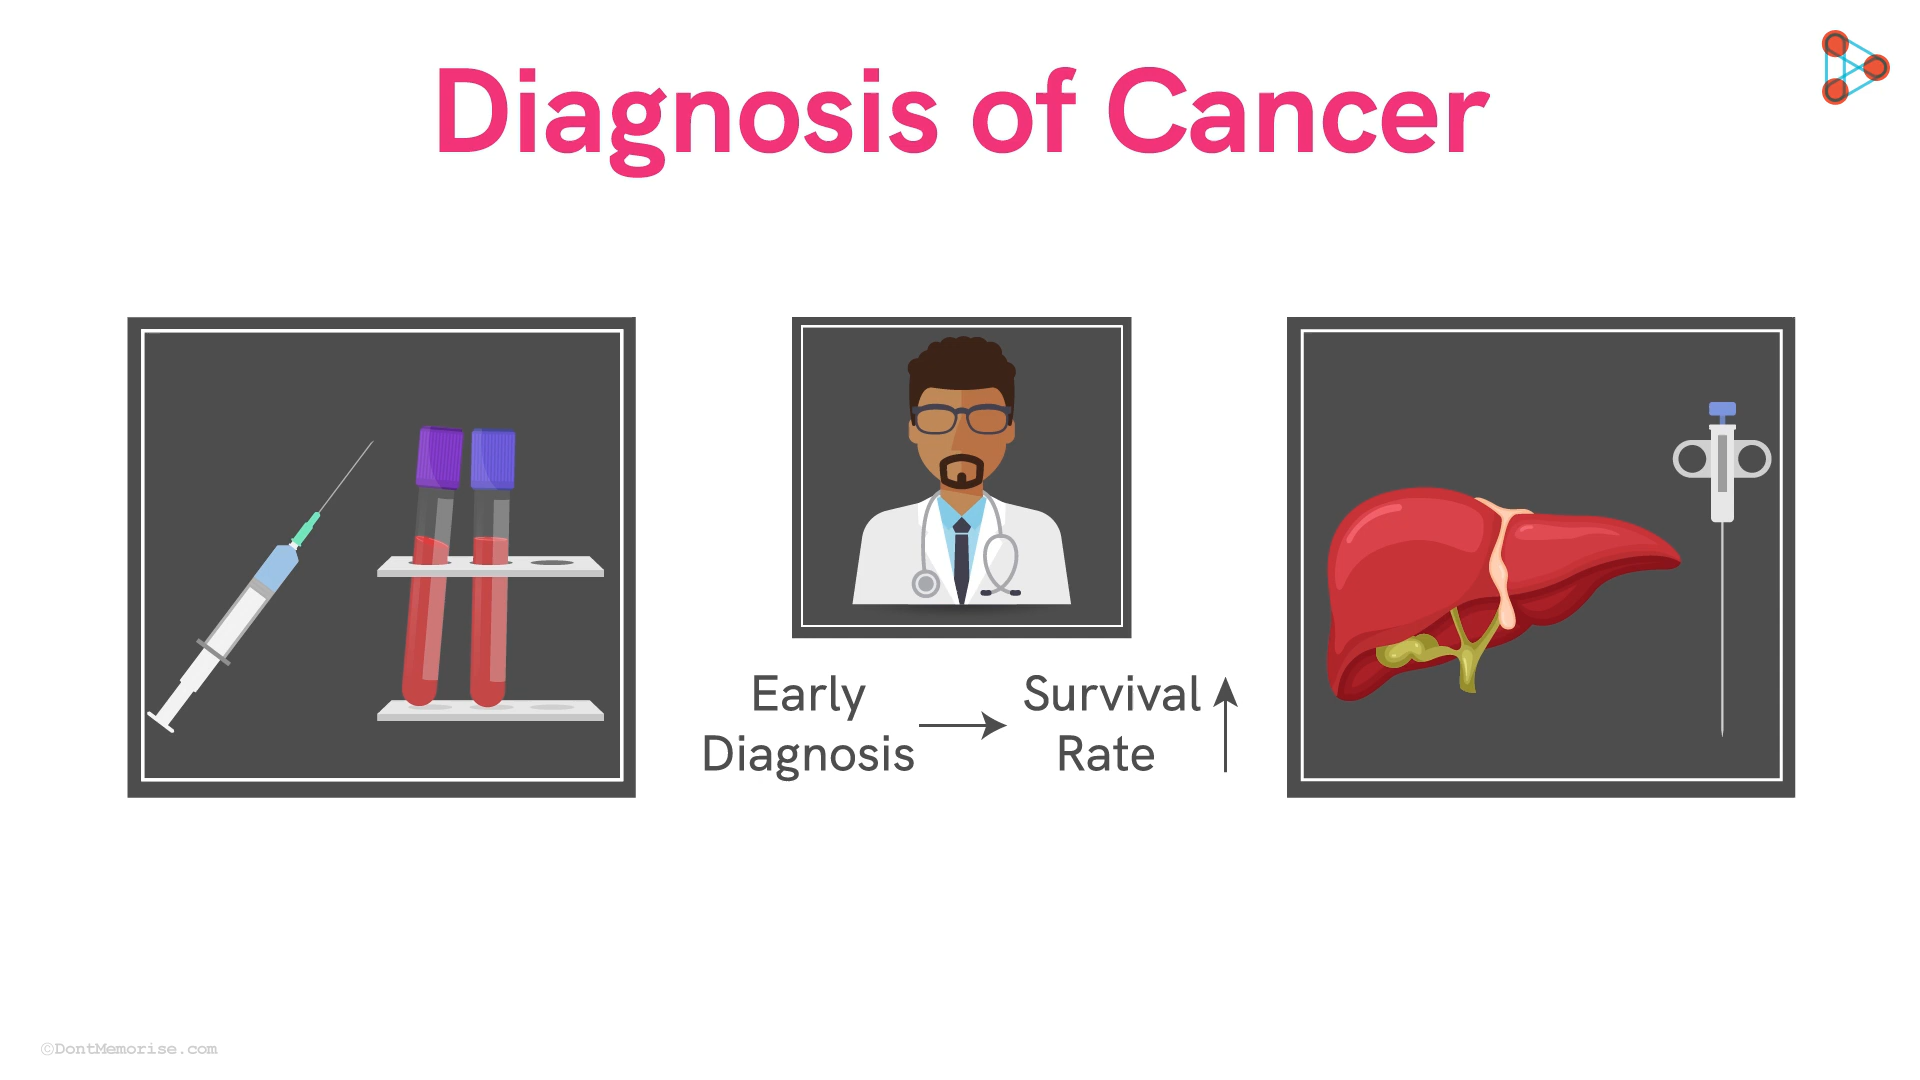 Diagnosis of Cancer
Early
Diagnosis
Survival
Rate
©DontMemorise.com